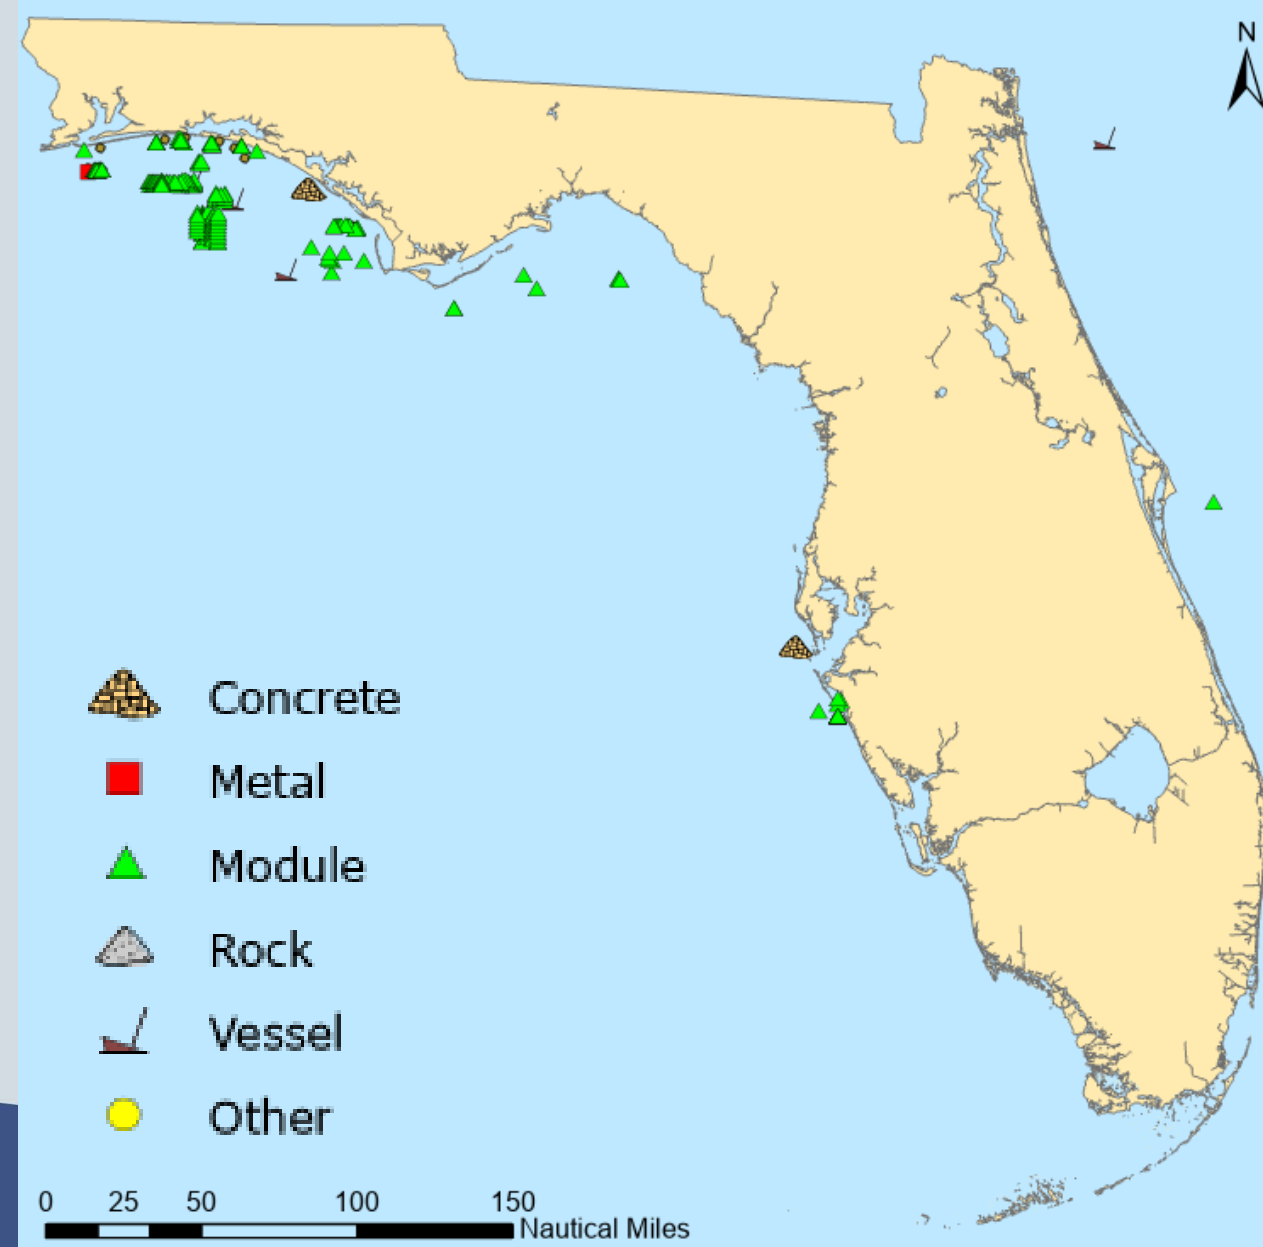 N
Concrete
Metal
Module
Rock
Vessel
Other
0 25 50 100 150
Nautical Miles